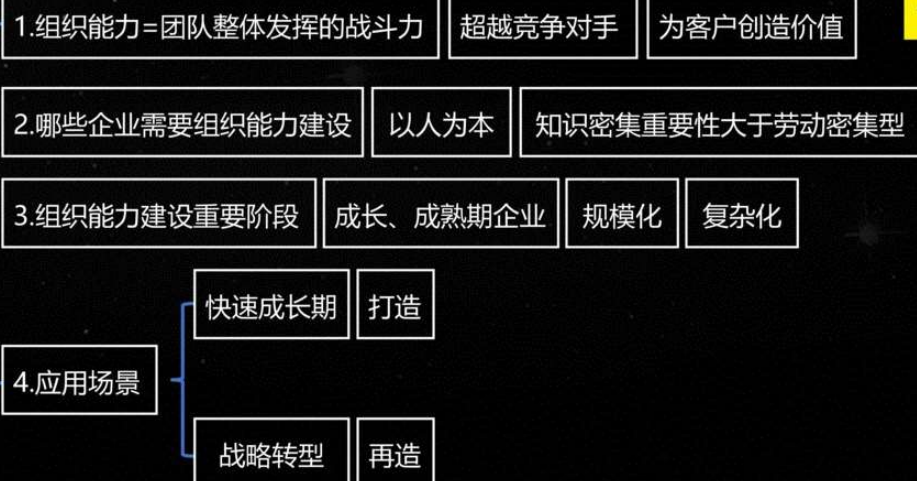 1.组织能力=团队整体发挥的战斗力 超越竞争对手 为客户创造价值
2.哪些企业需要组织能力建设 以人为本 知识密集重要性大于劳动密集型
3.组织能力建设重要阶段 成长、成熟期企业 规模化 复杂化
快速成长期 打造
4.应用场景
战略转型 再造